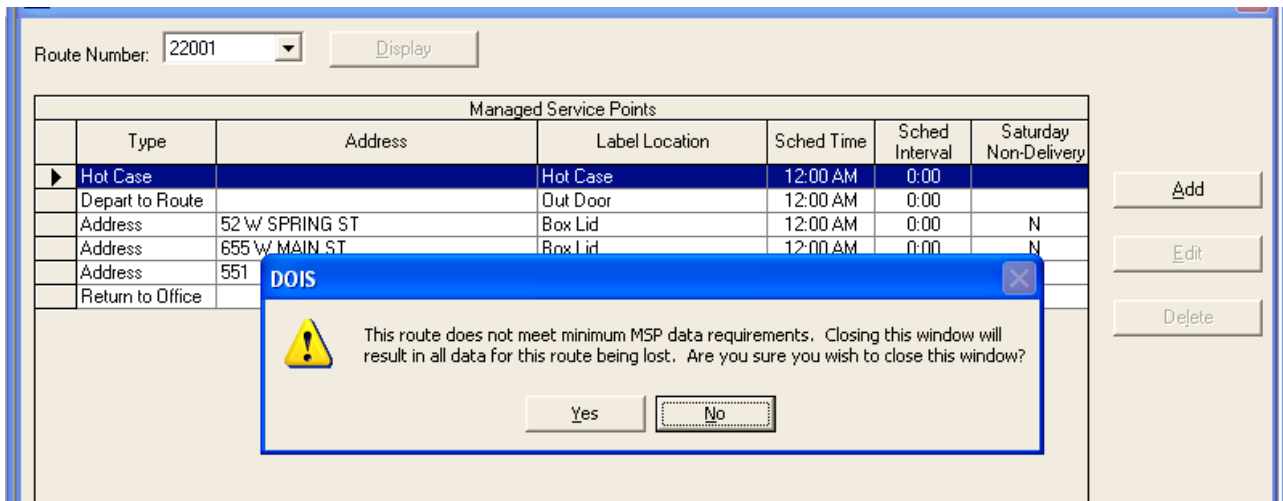 Route Number: 22001 Display
Managed Service Points
Type Address Label Location Sched Time Sched Interval Saturday Non-Delivery
Hot Case Hot Case 12:00 AM 0:00
Depart to Route Out Door 12:00 AM 0:00
Address 52 W SPRING ST Box Lid 12:00 AM 0:00 N
Address 655 W MAIN ST Box Lid 12:00 AM 0:00 N
Address 551
Return to Office
Add
Edit
Delete
DOIS
This route does not meet minimum MSP data requirements. Closing this window will
result in all data for this route being lost. Are you sure you wish to close this window?
Yes No